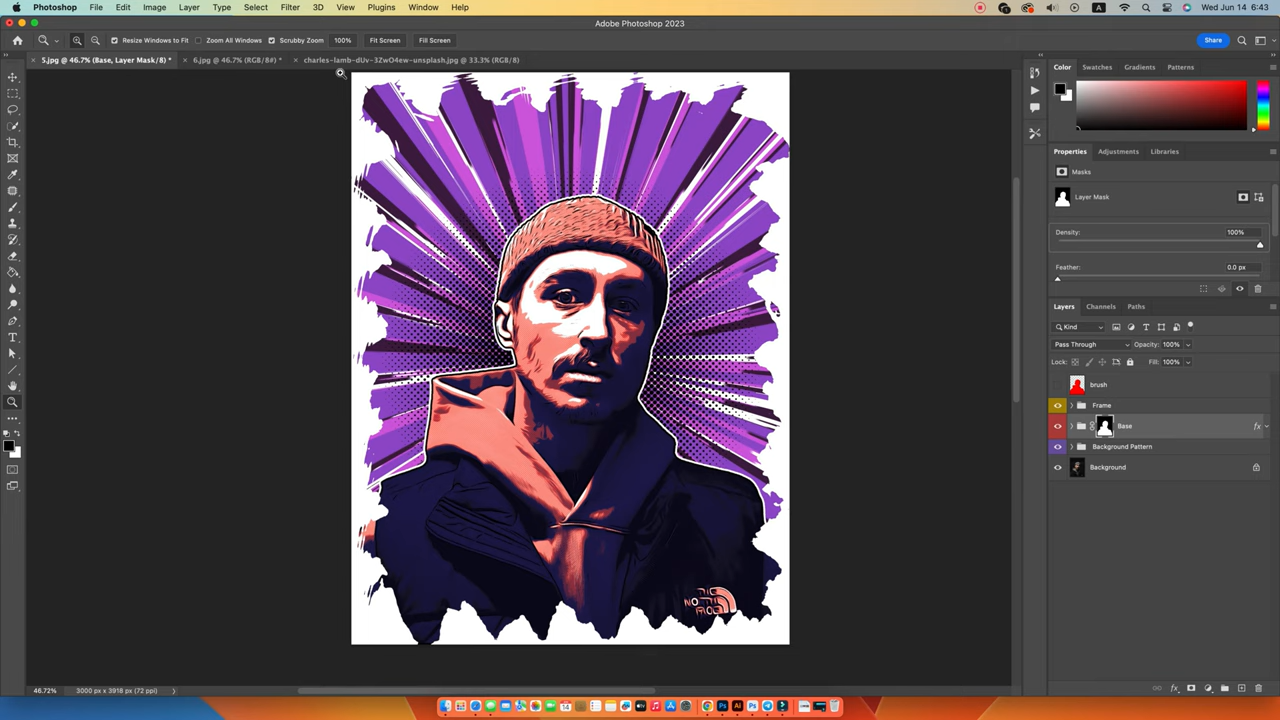 Photoshop File Edit Image Layer Type Select Filter 3D View Plugins Window Help A Wed Jun 14 6:43
Adobe Photoshop 2023
Resize Windows to Fit All Windows Scrubby Zoom 100% Fit Screen Fill Screen Share
5.jpg @ 46.7% (Base, Layer Mask/8) * 6.jpg @ 46.7% (RGB/8#) * charles-lamb-dUv-3ZwO4ew-unsplash.jpg @ 33.3% (RGB/8)
Color Swatches Gradients Patterns
Properties Adjustments Libraries
Masks
Layer Mask
Density: 100%
Feather: 0.0 px
Layers Channels Paths
Kind
Pass Through Opacity: 100%
Lock: Fill: 100%
brush
Frame
Base fx
Background Pattern
Background
46.72% 3000 px x 3918 px (72 ppi)
fx